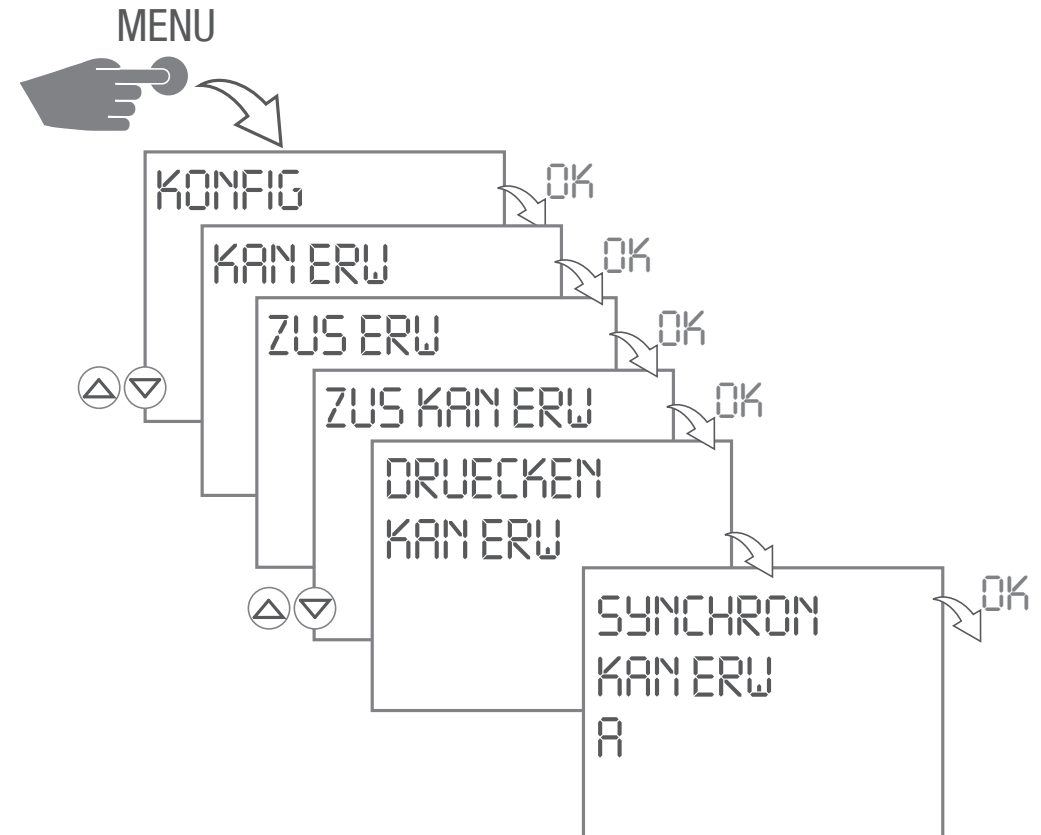 MENU
KONFIG
OK
KAN ERW
OK
ZUS ERW
OK
ZUS KAN ERW
OK
DRUECKEN
KAN ERW
SYNCHRON
KAN ERW
A
OK